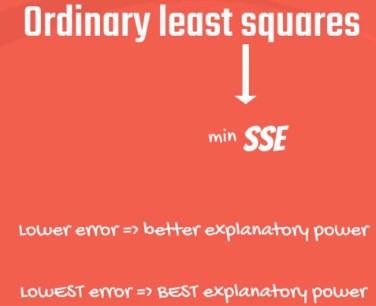 Ordinary least squares
min SSE
Lower error => better explanatory power
LowEST error => BEST explanatory power